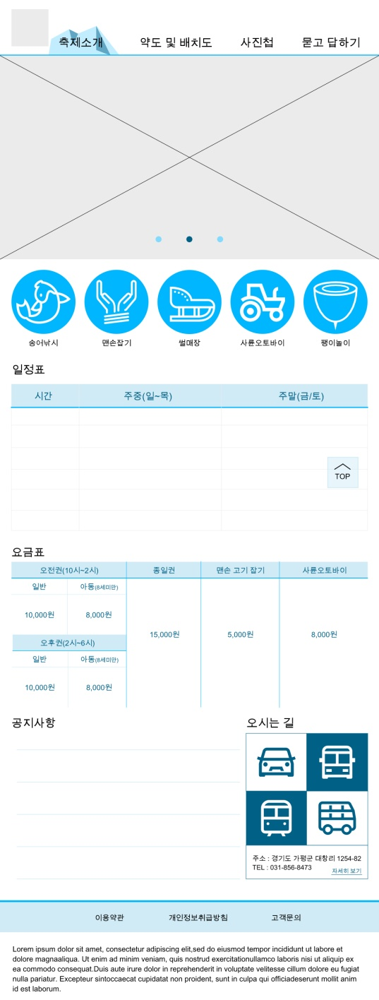 축제소개 약도 및 배치도 사진첩 묻고 답하기
송어낚시 맨손잡기 썰매장 사륜오토바이 팽이놀이
일정표
시간 주중(일~목) 주말(금/토)
TOP
요금표
오전권(10시~2시) 종일권 맨손 고기 잡기 사륜오토바이
일반 아동(8세미만)
10,000원 8,000원
15,000원 5,000원 8,000원
오후권(2시~6시)
일반 아동(8세미만)
10,000원 8,000원
공지사항
오시는 길
주소 : 경기도 가평군 대창리 1254-82
TEL : 031-856-8473
자세히 보기
이용약관 개인정보취급방침 고객문의
Lorem ipsum dolor sit amet, consectetur adipiscing elit,sed do eiusmod tempor incididunt ut labore et
dolore magnaaliqua. Ut enim ad minim veniam, quis nostrud exercitationullamco laboris nisi ut aliquip ex
ea commodo consequat.Duis aute irure dolor in reprehenderit in voluptate velitesse cillum dolore eu fugiat
nulla pariatur. Excepteur sintoccaecat cupidatat non proident, sunt in culpa qui officiadeserunt mollit anim
id est laborum.